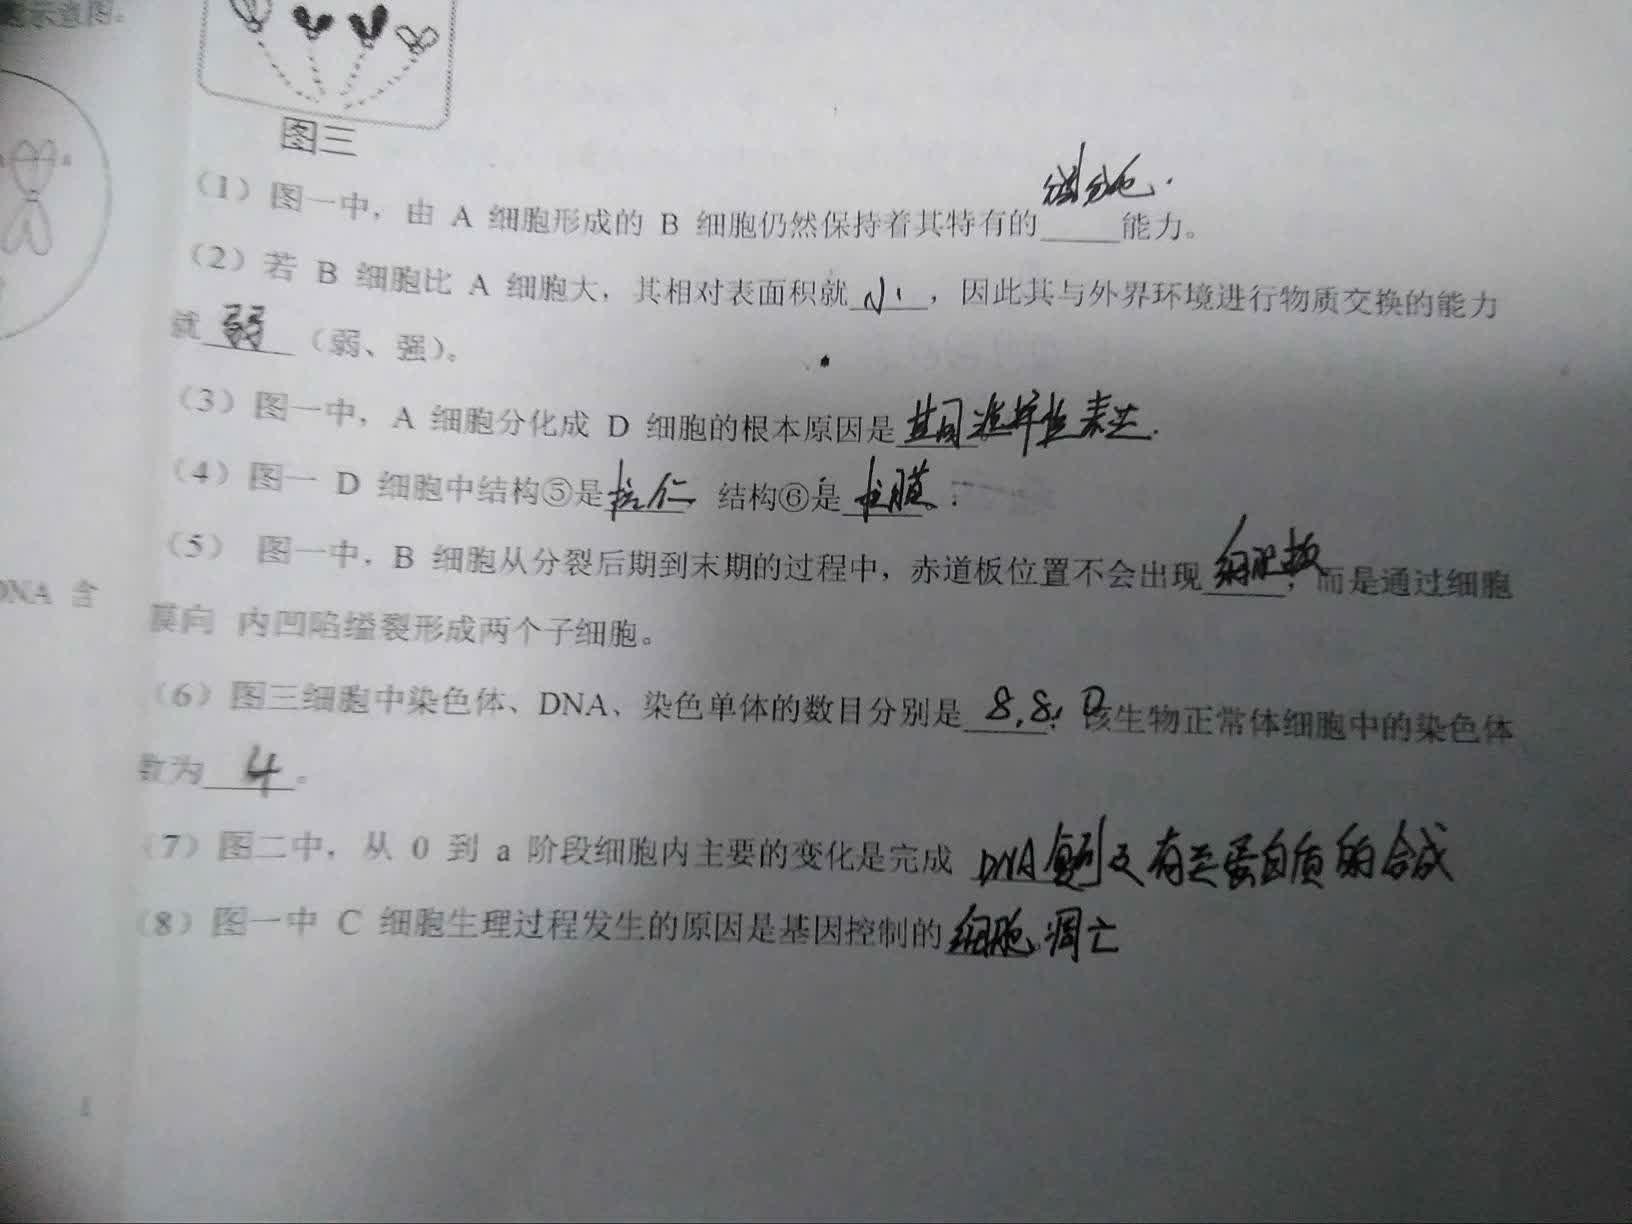 示意图。
图三
(1) 图一中，由 A 细胞形成的 B 细胞仍然保持着其特有的____能力。
(2) 若 B 细胞比 A 细胞大，其相对表面积就 小，因此其与外界环境进行物质交换的能力
就 弱 （弱、强）。
(3) 图一中，A 细胞分化成 D 细胞的根本原因是 基因选择性表达.
(4) 图一 D 细胞中结构⑤是 核仁，结构⑥是 核膜。
(5) 图一中，B 细胞从分裂后期到末期的过程中，赤道板位置不会出现 细胞板，而是通过细胞
膜向 内凹陷缢裂形成两个子细胞。
DNA 含
(6) 图三细胞中染色体、DNA、染色单体的数目分别是 8,8,0 该生物正常体细胞中的染色体
数为 4。
(7) 图二中，从 0 到 a 阶段细胞内主要的变化是完成 DNA复制及有关蛋白质的合成
(8) 图一中 C 细胞生理过程发生的原因是基因控制的 细胞凋亡
1